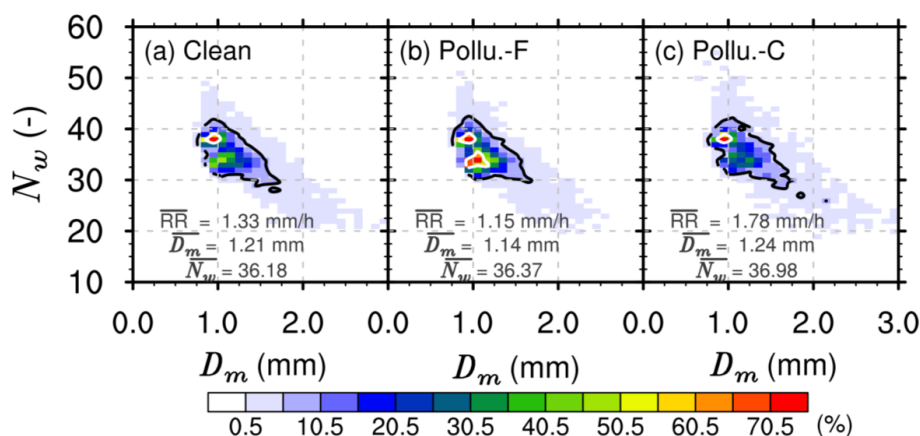 60
50
40
30
20
10
N_w (-)
(a) Clean
(b) Pollu.-F
(c) Pollu.-C
RR = 1.33 mm/h
D_m = 1.21 mm
N_w = 36.18
RR = 1.15 mm/h
D_m = 1.14 mm
N_w = 36.37
RR = 1.78 mm/h
D_m = 1.24 mm
N_w = 36.98
0.0 1.0 2.0 0.0 1.0 2.0 0.0 1.0 2.0 3.0
D_m (mm) D_m (mm) D_m (mm)
0.5 10.5 20.5 30.5 40.5 50.5 60.5 70.5 (%)